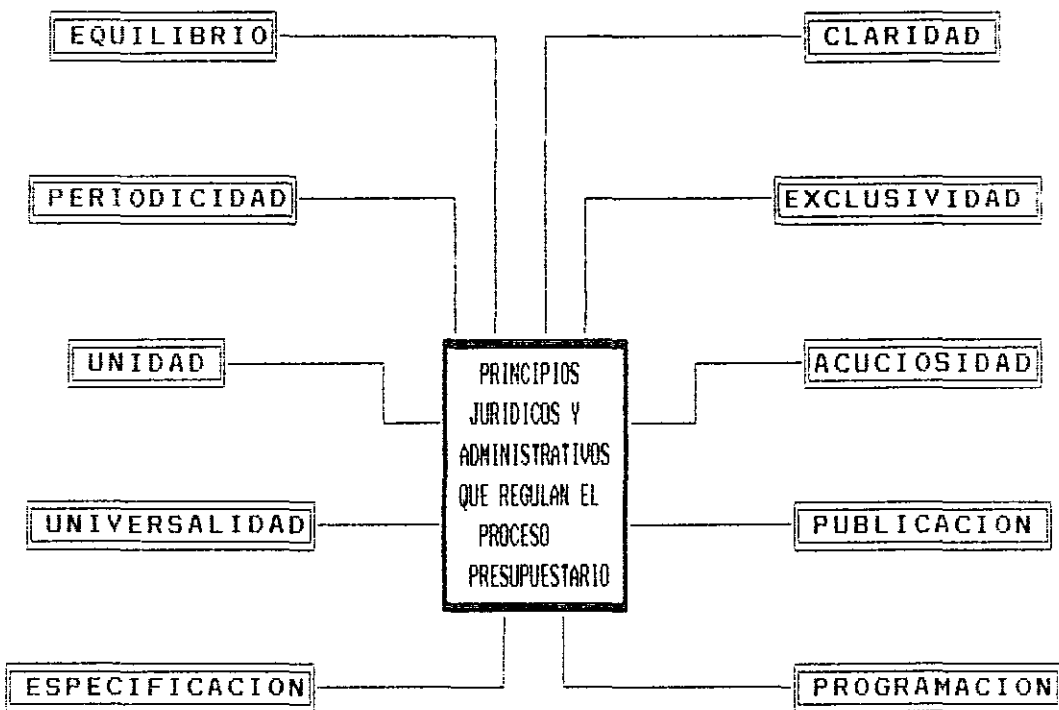 EQUILIBRIO
CLARIDAD
PERIODICIDAD
EXCLUSIVIDAD
UNIDAD
ACUCIOSIDAD
PRINCIPIOS
JURIDICOS Y
ADMINISTRATIVOS
QUE REGULAN EL
PROCESO
PRESUPUESTARIO
UNIVERSALIDAD
PUBLICACION
ESPECIFICACION
PROGRAMACION